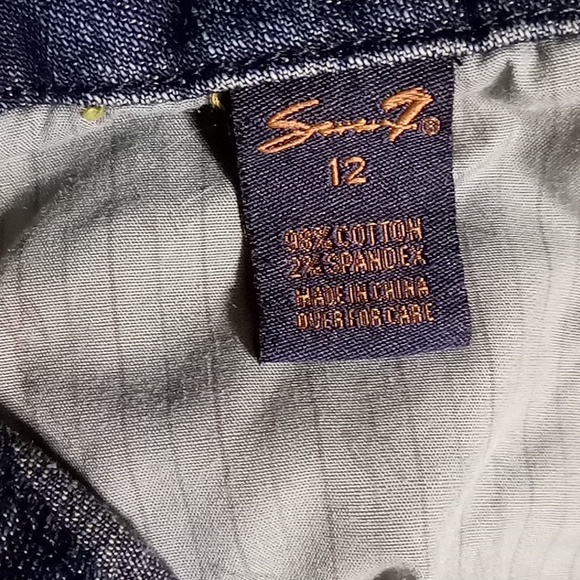 Seven7®
12
98% COTTON
2% SPANDEX
MADE IN CHINA
OVER FOR CARE